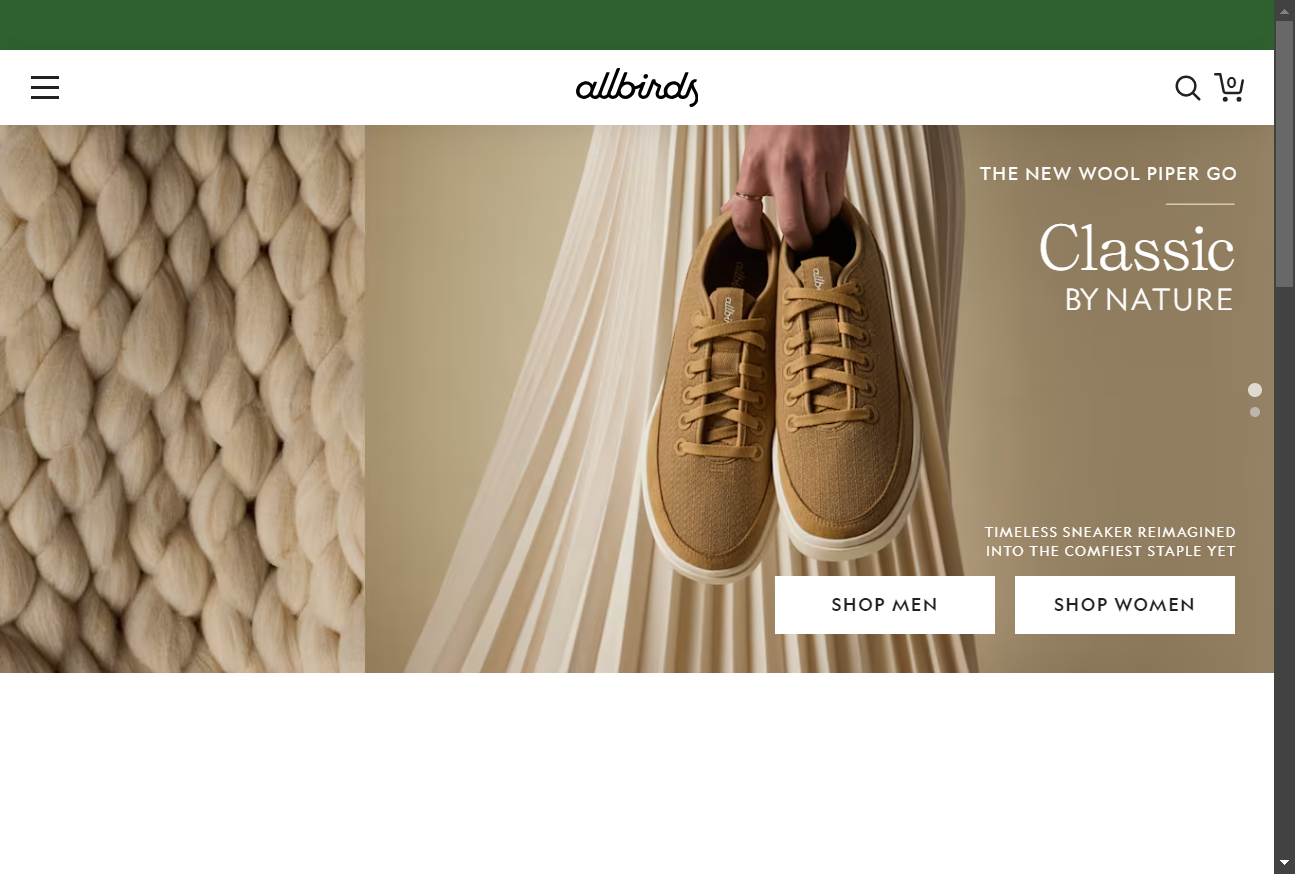 allbirds
0
THE NEW WOOL PIPER GO
Classic
BY NATURE
TIMELESS SNEAKER REIMAGINED
INTO THE COMFIEST STAPLE YET
SHOP MEN
SHOP WOMEN